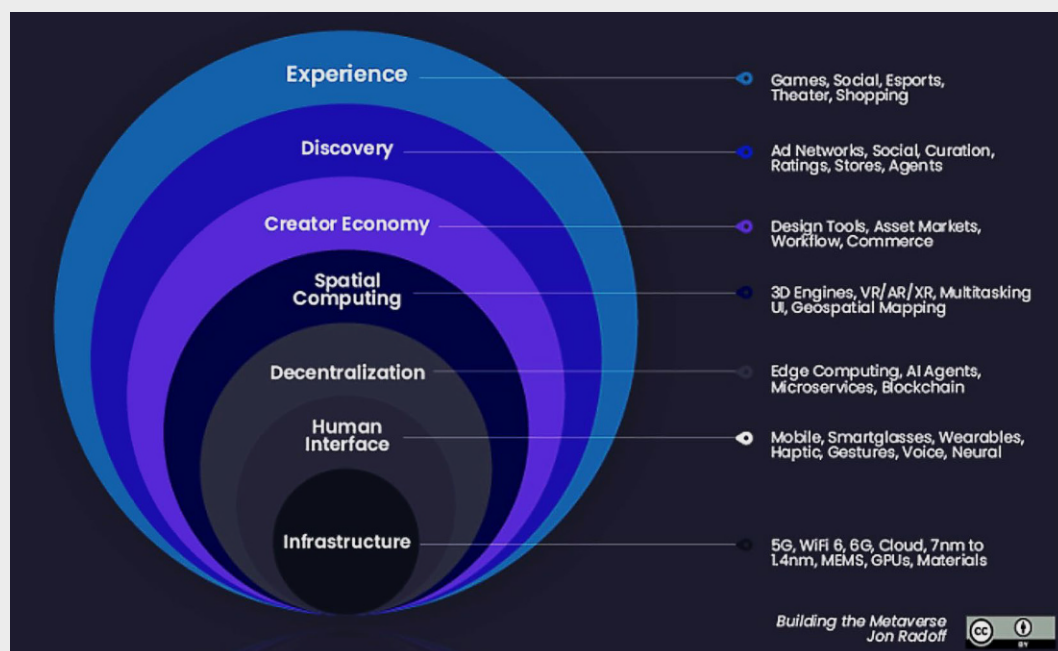 Experience
Games, Social, Esports,
Theater, Shopping
Discovery
Ad Networks, Social, Curation,
Ratings, Stores, Agents
Creator Economy
Design Tools, Asset Markets,
Workflow, Commerce
Spatial
Computing
3D Engines, VR/AR/XR, Multitasking
UI, Geospatial Mapping
Decentralization
Edge Computing, AI Agents,
Microservices, Blockchain
Human
Interface
Mobile, Smartglasses, Wearables,
Haptic, Gestures, Voice, Neural
Infrastructure
5G, WiFi 6, 6G, Cloud, 7nm to
1.4nm, MEMS, GPUs, Materials
Building the Metaverse
Jon Radoff
cc
BY